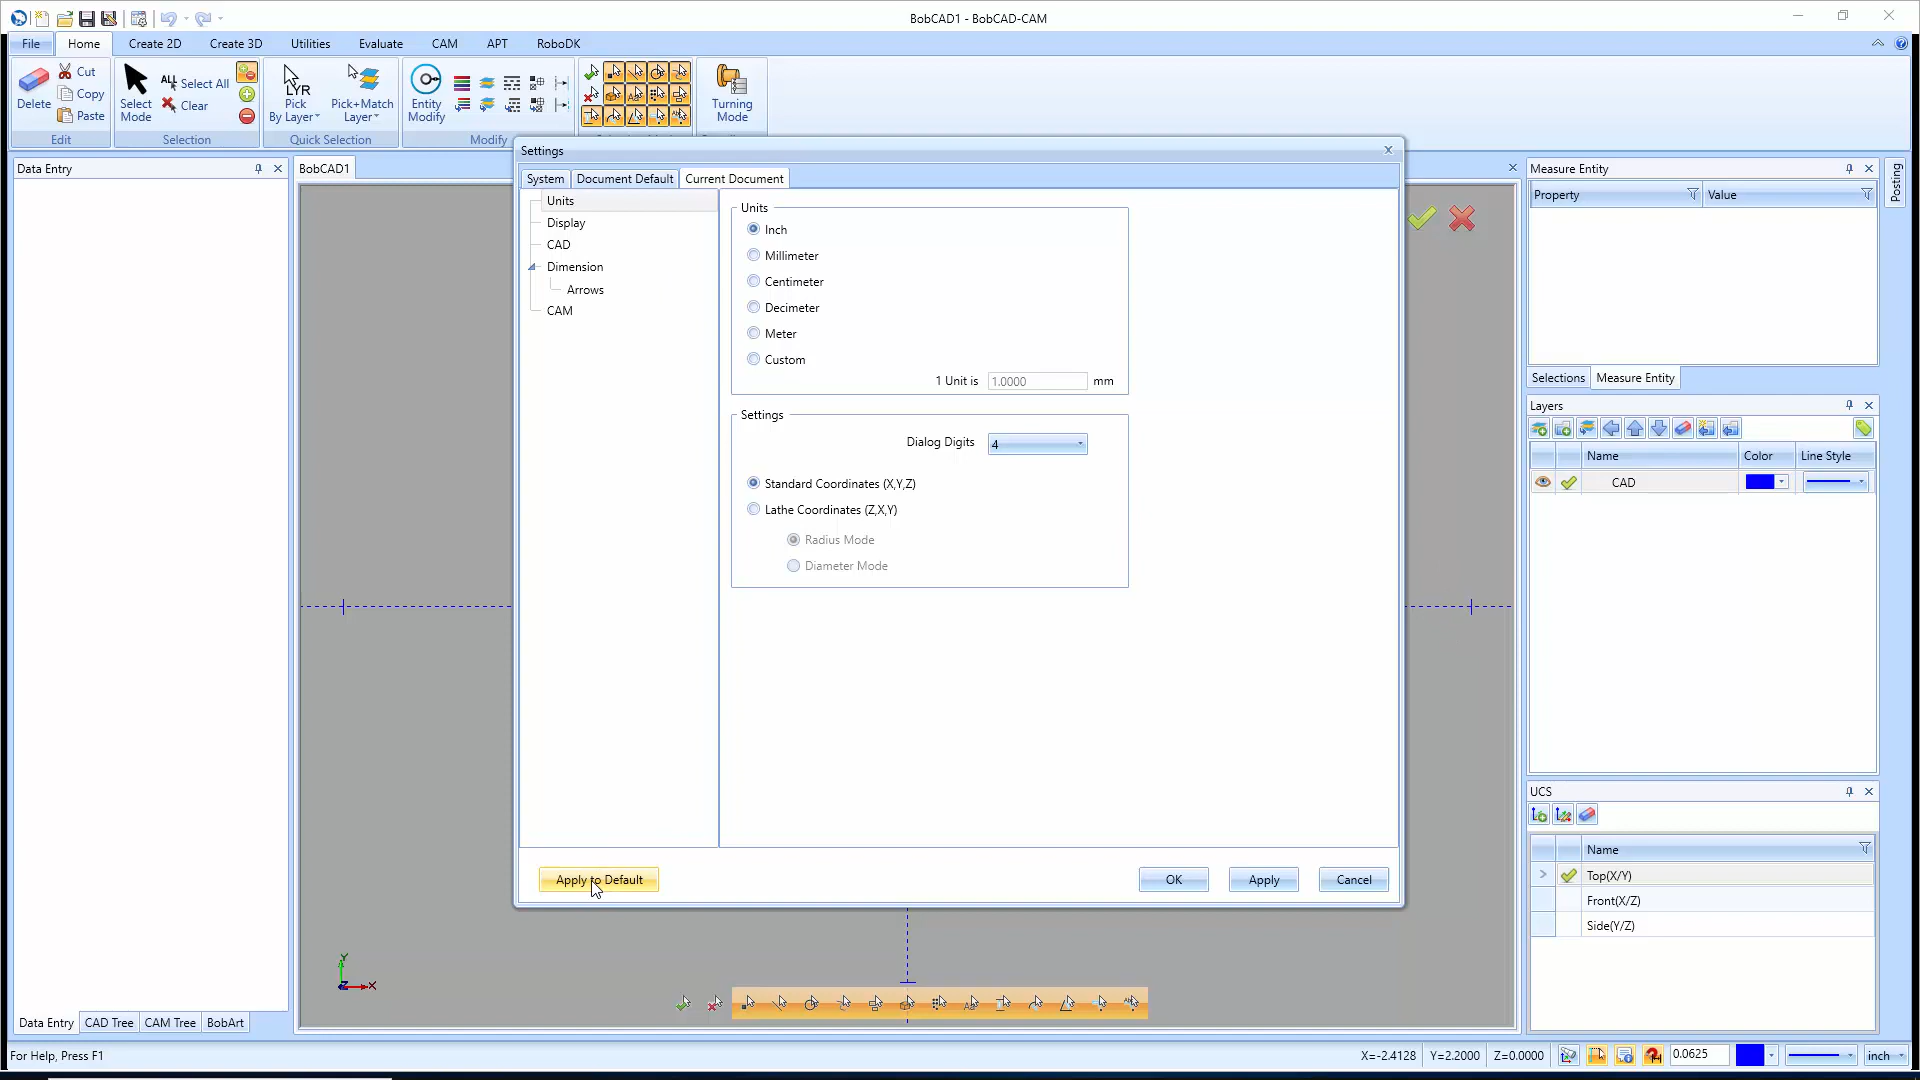 BobCAD1 - BobCAD-CAM
File Home Create 2D Create 3D Utilities Evaluate CAM APT RoboDK
Delete Cut Copy Paste Edit
Select Mode ALL Select All Clear Selection
LYR Pick By Layer Pick+Match Layer Quick Selection
Entity Modify Modify
Turning Mode
Data Entry
BobCAD1
Settings
System Document Default Current Document
Units
Display
CAD
Dimension
Arrows
CAM
Units
Inch
Millimeter
Centimeter
Decimeter
Meter
Custom
1 Unit is 1.0000 mm
Settings
Dialog Digits 4
Standard Coordinates (X,Y,Z)
Lathe Coordinates (Z,X,Y)
Radius Mode
Diameter Mode
Apply to Default OK Apply Cancel
Measure Entity
Property Value
Posting
Selections Measure Entity
Layers
Name Color Line Style
CAD
UCS
Name
Top(X/Y)
Front(X/Z)
Side(Y/Z)
Y
Z X
Data Entry CAD Tree CAM Tree BobArt
For Help, Press F1 X=-2.4128 Y=2.2000 Z=0.0000 0.0625 inch